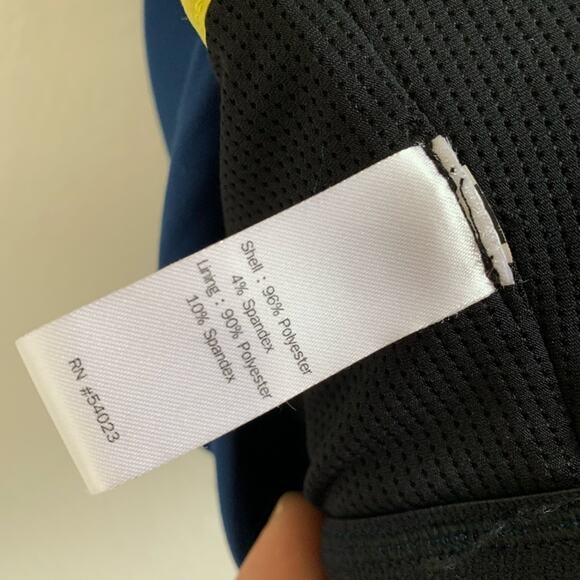 Shell : 96% Polyester
4% Spandex
Lining : 90% Polyester
10% Spandex
RN #54023